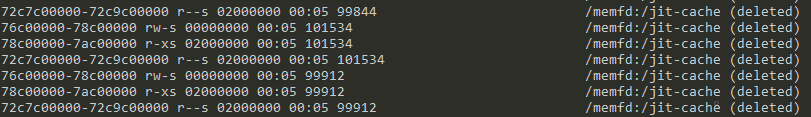 72c7c00000-72c9c00000 r--s 02000000 00:05 99844 /memfd:/jit-cache (deleted)
76c00000-78c00000 rw-s 00000000 00:05 101534 /memfd:/jit-cache (deleted)
78c00000-7ac00000 r-xs 02000000 00:05 101534 /memfd:/jit-cache (deleted)
72c7c00000-72c9c00000 r--s 02000000 00:05 101534 /memfd:/jit-cache (deleted)
76c00000-78c00000 rw-s 00000000 00:05 99912 /memfd:/jit-cache (deleted)
78c00000-7ac00000 r-xs 02000000 00:05 99912 /memfd:/jit-cache (deleted)
72c7c00000-72c9c00000 r--s 02000000 00:05 99912 /memfd:/jit-cache (deleted)